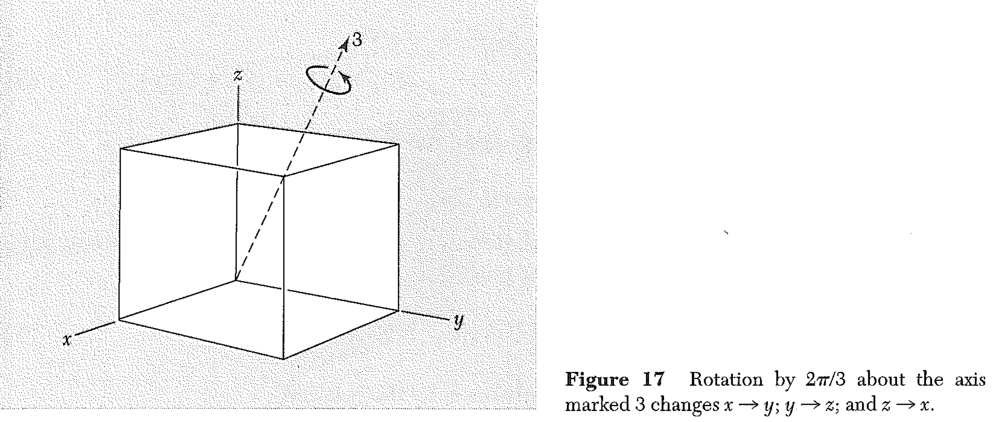 3
z
y
x
Figure 17 Rotation by 2π/3 about the axis
marked 3 changes x → y; y → z; and z → x.